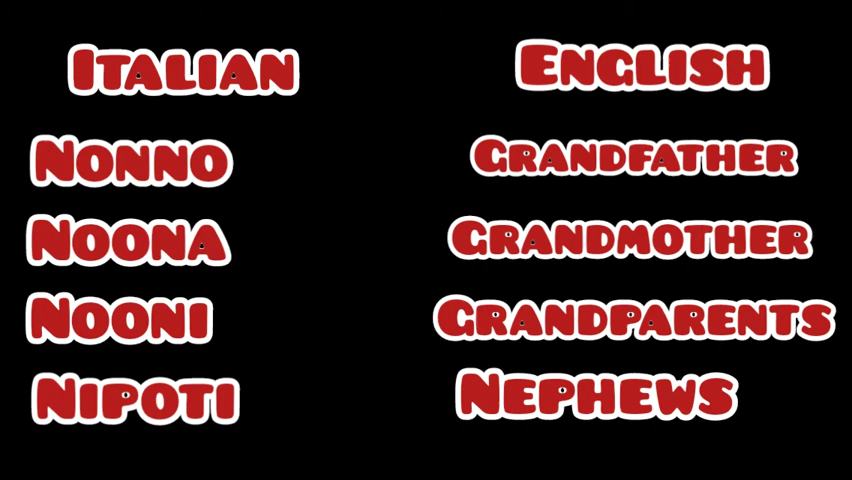 Italian English
Nonno Grandfather
Noona Grandmother
Nooni Grandparents
Nipoti Nephews